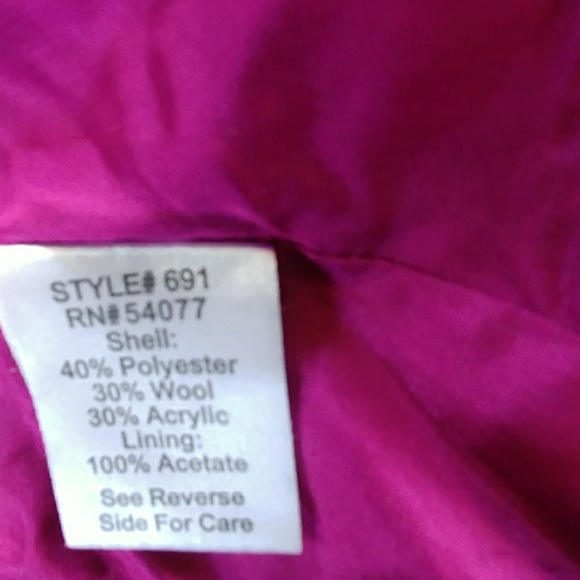 STYLE# 691
RN# 54077
Shell:
40% Polyester
30% Wool
30% Acrylic
Lining:
100% Acetate
See Reverse
Side For Care